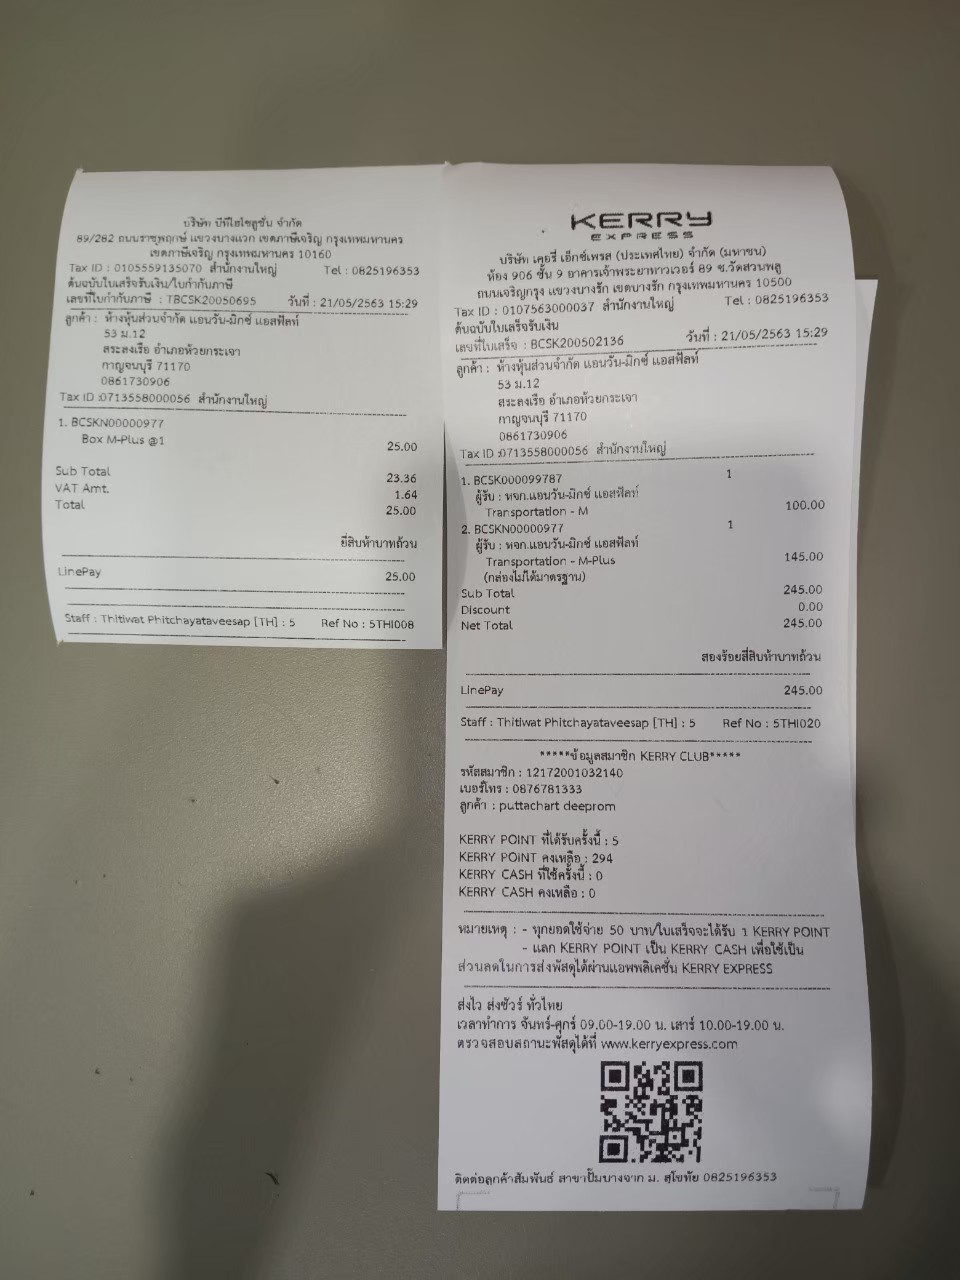 บริษัท บีพีไฮโซลูชั่น จำกัด
89/282 ถนนราชพฤกษ์ แขวงบางแวก เขตภาษีเจริญ กรุงเทพมหานคร
เขตภาษีเจริญ กรุงเทพมหานคร 10160
Tax ID : 0105559135070 สำนักงานใหญ่ Tel : 0825196353
ต้นฉบับใบเสร็จรับเงิน/ใบกำกับภาษี
เลขที่ใบกำกับภาษี : TBCSK20050695 วันที่ : 21/05/2563 15:29
ลูกค้า : ห้างหุ้นส่วนจำกัด แอนวัน-มิกซ์ แอสฟัลท์
53 ม.12
สระลงเรือ อำเภอห้วยกระเจา
กาญจนบุรี 71170
0861730906
Tax ID :0713558000056 สำนักงานใหญ่
1. BCSKN00000977
Box M-Plus @1 25.00
Sub Total 23.36
VAT Amt. 1.64
Total 25.00
ยี่สิบห้าบาทถ้วน
LinePay 25.00
Staff : Thitiwat Phitchayataveesap [TH] : 5 Ref No : 5THI008
KERRY
EXPRESS
บริษัท เคอรี่ เอ็กซ์เพรส (ประเทศไทย) จำกัด (มหาชน)
ห้อง 906 ชั้น 9 อาคารเจ้าพระยาทาวเวอร์ 89 ซ.วัดสวนพลู
ถนนเจริญกรุง แขวงบางรัก เขตบางรัก กรุงเทพมหานคร 10500
Tax ID : 0107563000037 สำนักงานใหญ่ Tel : 0825196353
ต้นฉบับใบเสร็จรับเงิน
เลขที่ใบเสร็จ : BCSK200502136 วันที่ : 21/05/2563 15:29
ลูกค้า : ห้างหุ้นส่วนจำกัด แอนวัน-มิกซ์ แอสฟัลท์
53 ม.12
สระลงเรือ อำเภอห้วยกระเจา
กาญจนบุรี 71170
0861730906
Tax ID :0713558000056 สำนักงานใหญ่
1. BCSK000099787 1
ผู้รับ : หจก.แอนวัน-มิกซ์ แอสฟัลท์
Transportation - M 100.00
2. BCSKN00000977 1
ผู้รับ : หจก.แอนวัน-มิกซ์ แอสฟัลท์
Transportation - M-Plus 145.00
(กล่องไม่ได้มาตรฐาน)
Sub Total 245.00
Discount 0.00
Net Total 245.00
สองร้อยสี่สิบห้าบาทถ้วน
LinePay 245.00
Staff : Thitiwat Phitchayataveesap [TH] : 5 Ref No : 5THI020
*****ข้อมูลสมาชิก KERRY CLUB*****
รหัสสมาชิก : 12172001032140
เบอร์โทร : 0876781333
ลูกค้า : puttachart deeprom
KERRY POINT ที่ได้รับครั้งนี้ : 5
KERRY POINT คงเหลือ : 294
KERRY CASH ที่ใช้ครั้งนี้ : 0
KERRY CASH คงเหลือ : 0
หมายเหตุ : - ทุกยอดใช้จ่าย 50 บาท/ใบเสร็จจะได้รับ 1 KERRY POINT
- แลก KERRY POINT เป็น KERRY CASH เพื่อใช้เป็น
ส่วนลดในการส่งพัสดุได้ผ่านแอพพลิเคชั่น KERRY EXPRESS
ส่งไว ส่งชัวร์ ทั่วไทย
เวลาทำการ จันทร์-ศุกร์ 09.00-19.00 น. เสาร์ 10.00-19.00 น.
ตรวจสอบสถานะพัสดุได้ที่ www.kerryexpress.com
ติดต่อลูกค้าสัมพันธ์ สาขาปั๊มบางจาก ม. สุโขทัย 0825196353